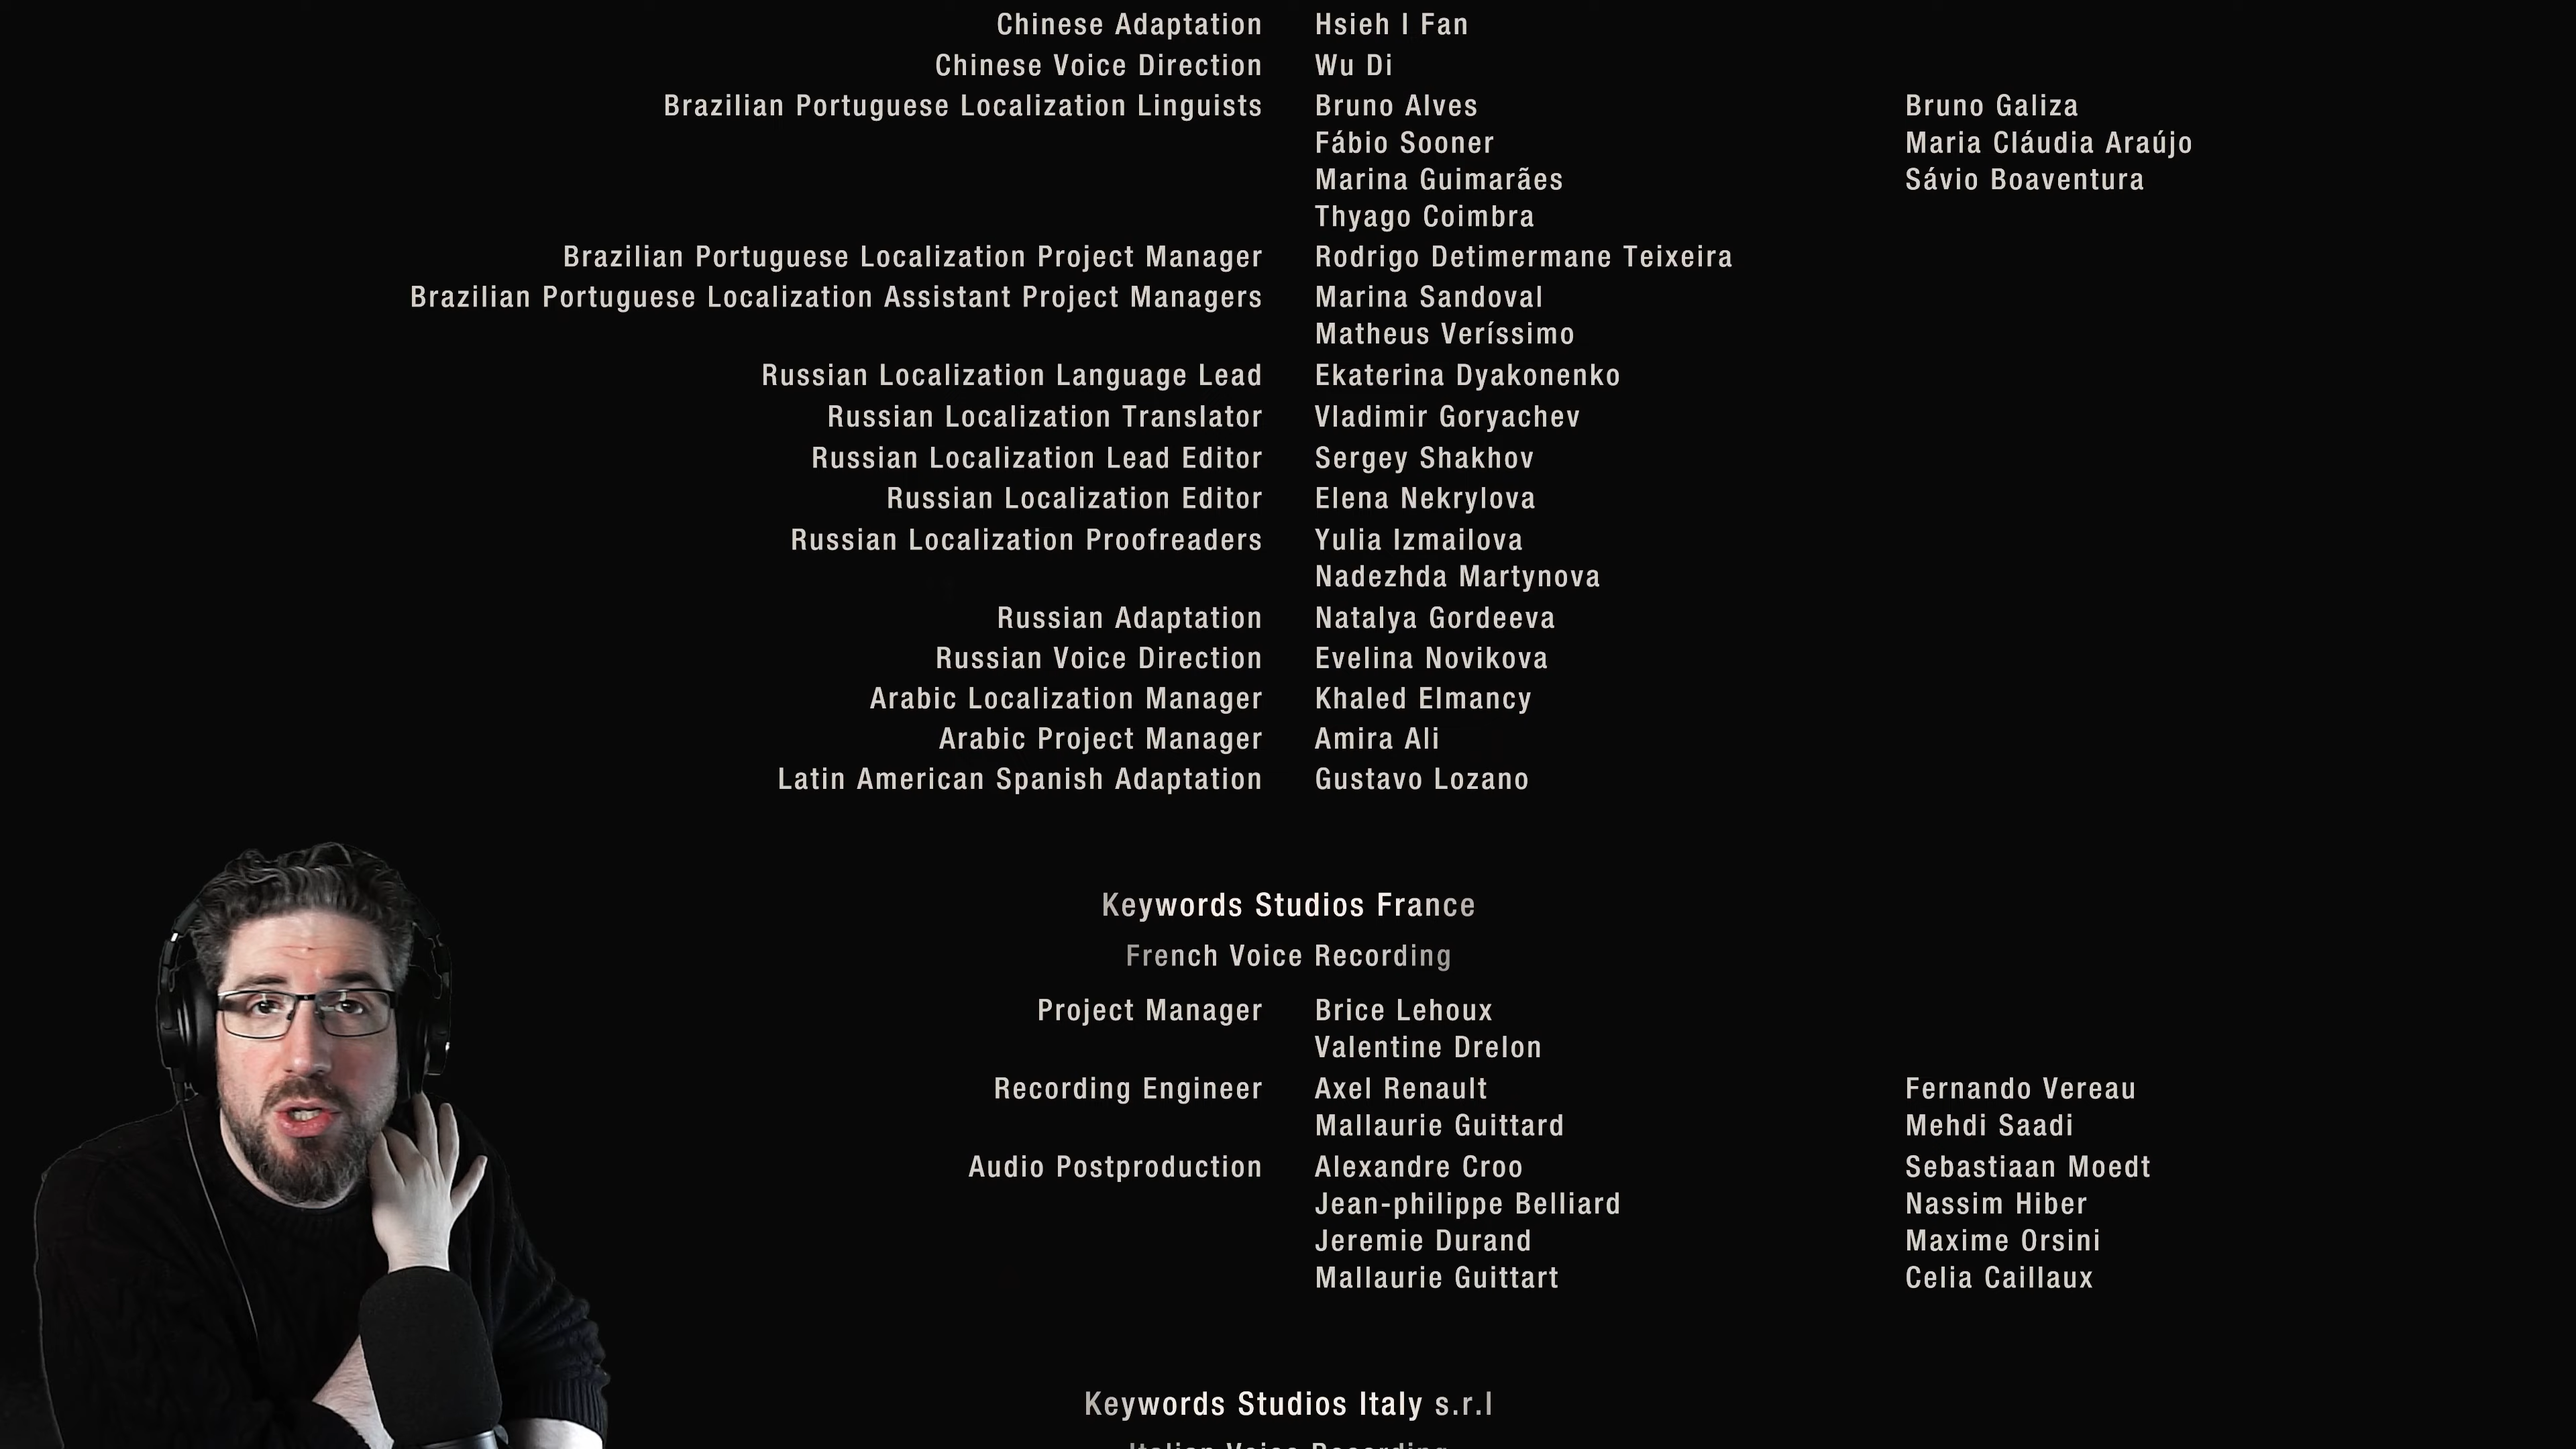 Chinese Adaptation Hsieh I Fan
Chinese Voice Direction Wu Di
Brazilian Portuguese Localization Linguists Bruno Alves Bruno Galiza
Fábio Sooner Maria Cláudia Araújo
Marina Guimarães Sávio Boaventura
Thyago Coimbra
Brazilian Portuguese Localization Project Manager Rodrigo Detimermane Teixeira
Brazilian Portuguese Localization Assistant Project Managers Marina Sandoval
Matheus Veríssimo
Russian Localization Language Lead Ekaterina Dyakonenko
Russian Localization Translator Vladimir Goryachev
Russian Localization Lead Editor Sergey Shakhov
Russian Localization Editor Elena Nekrylova
Russian Localization Proofreaders Yulia Izmailova
Nadezhda Martynova
Russian Adaptation Natalya Gordeeva
Russian Voice Direction Evelina Novikova
Arabic Localization Manager Khaled Elmancy
Arabic Project Manager Amira Ali
Latin American Spanish Adaptation Gustavo Lozano
Keywords Studios France
French Voice Recording
Project Manager Brice Lehoux
Valentine Drelon
Recording Engineer Axel Renault Fernando Vereau
Mallaurie Guittard Mehdi Saadi
Audio Postproduction Alexandre Croo Sebastiaan Moedt
Jean-philippe Belliard Nassim Hiber
Jeremie Durand Maxime Orsini
Mallaurie Guittart Celia Caillaux
Keywords Studios Italy s.r.l
Italian Voice Recording